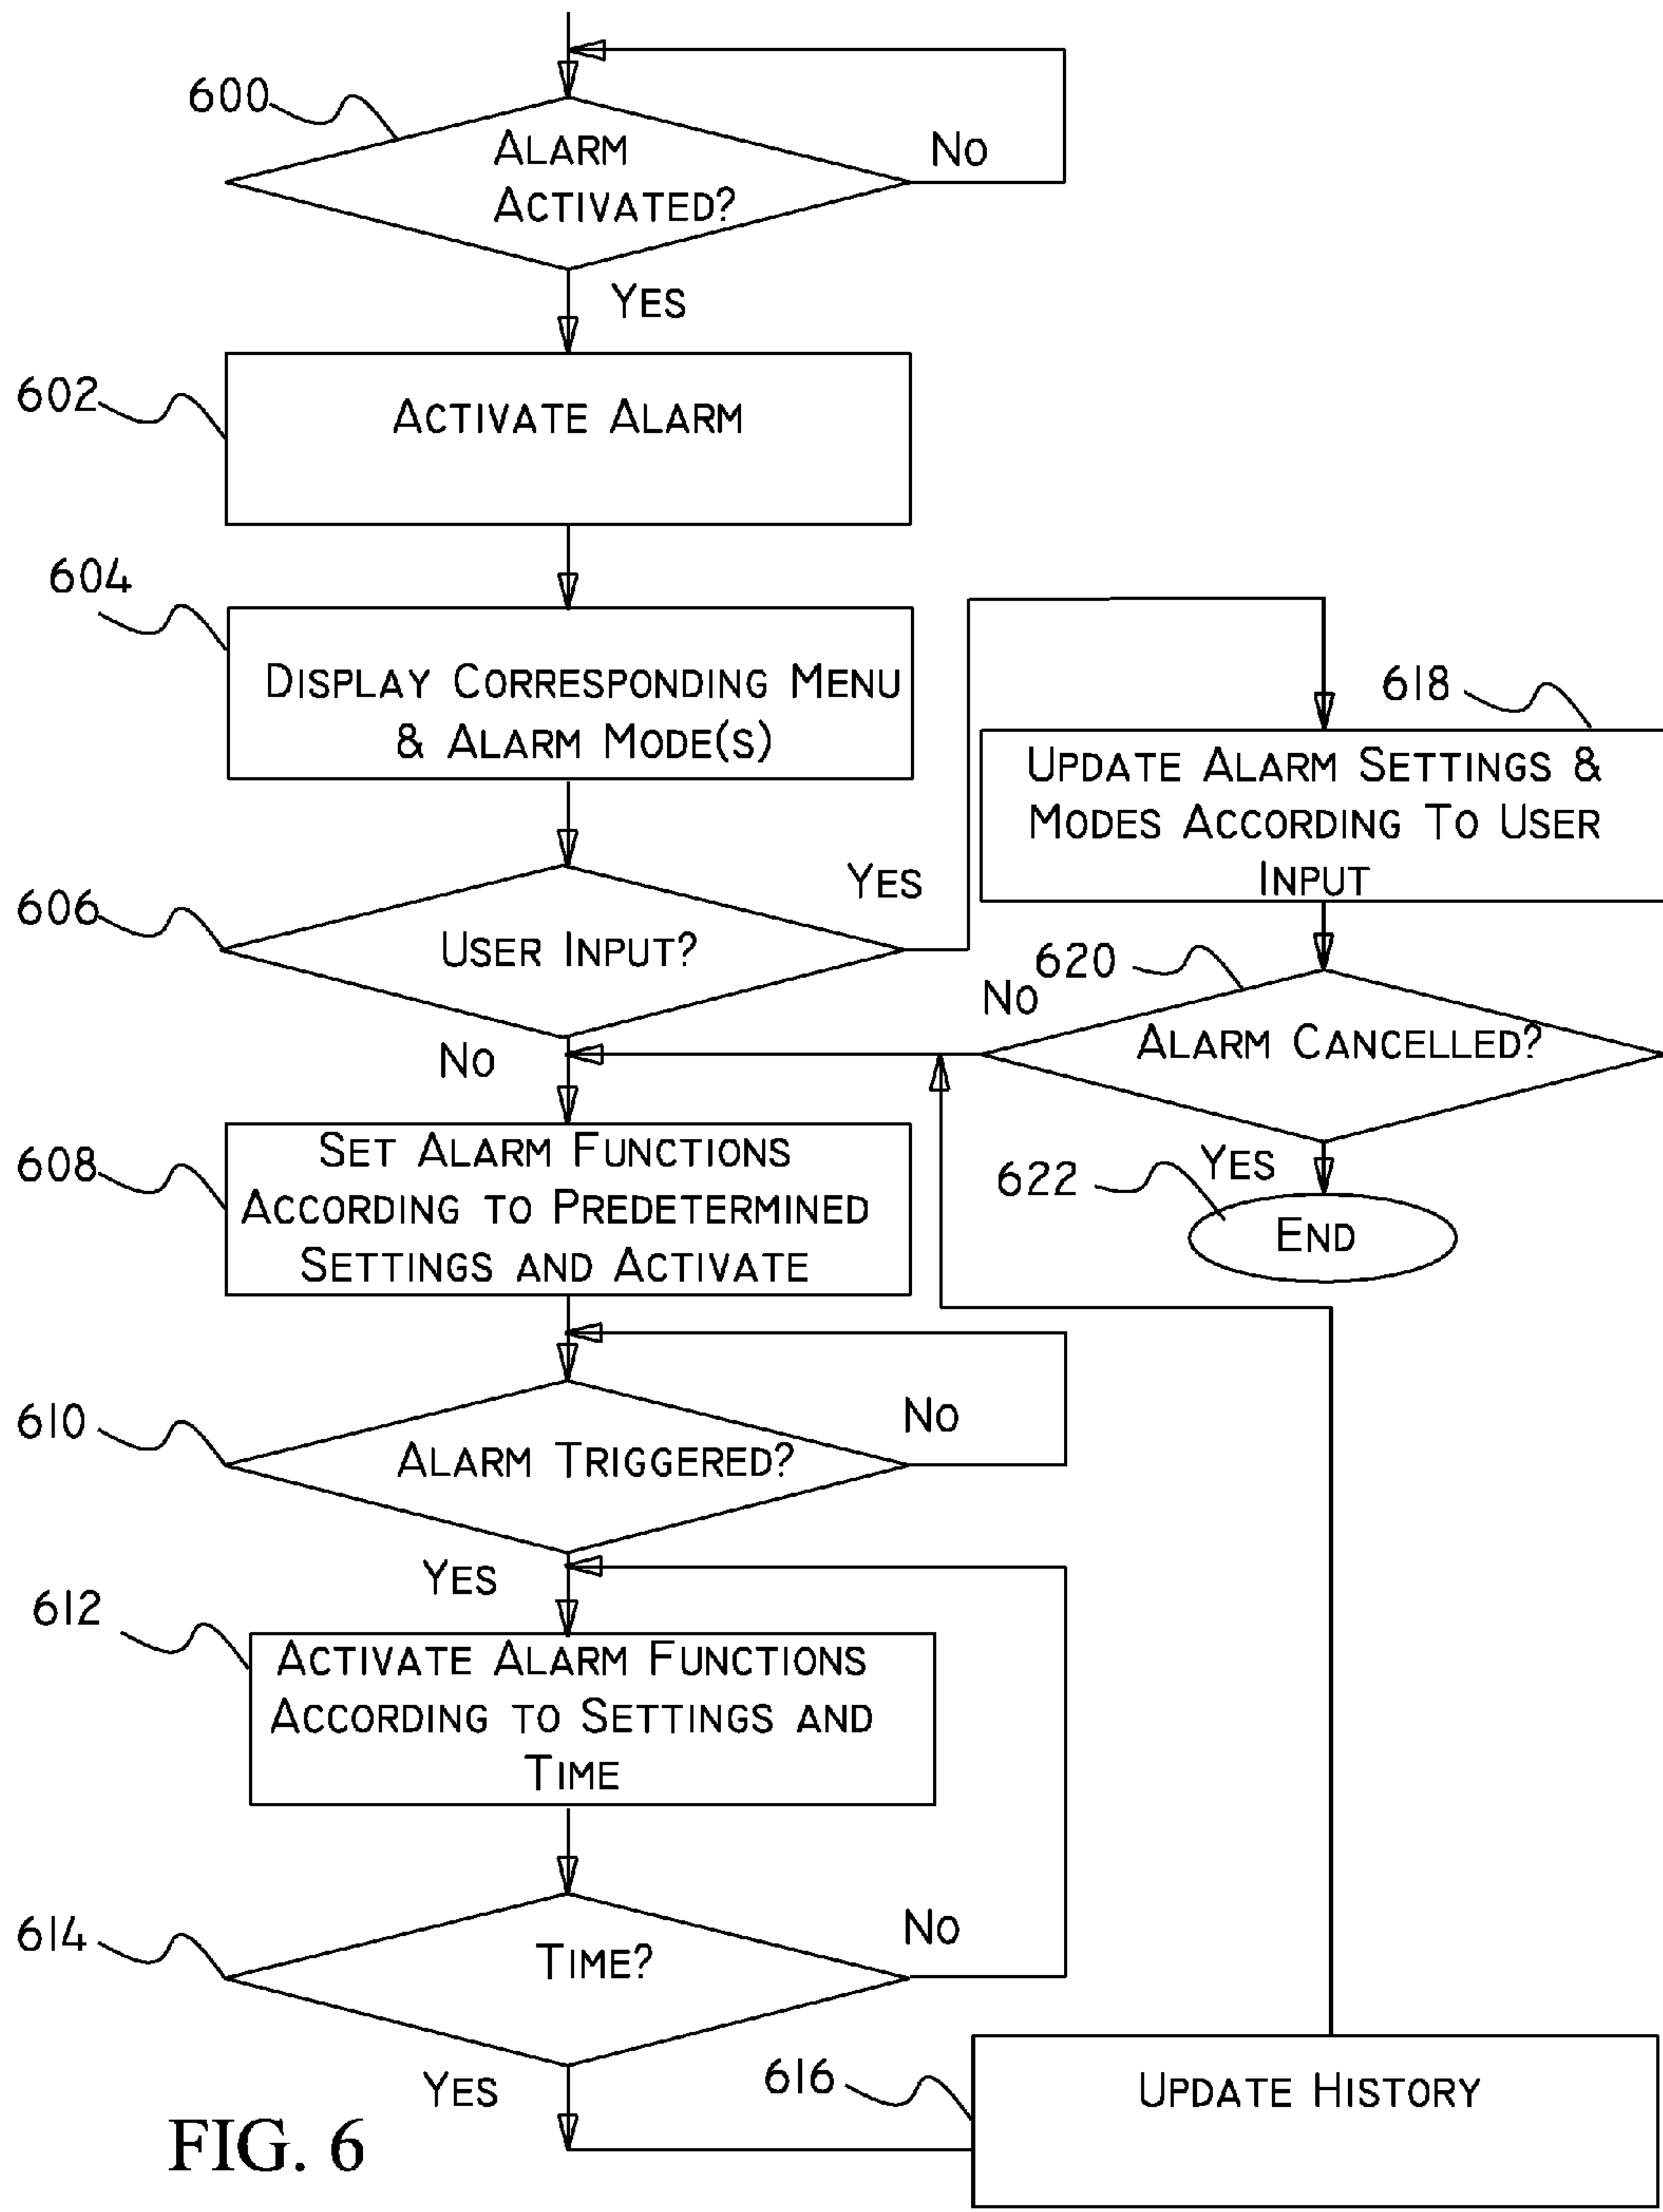 600
ALARM
ACTIVATED?
NO
YES
602
ACTIVATE ALARM
604
DISPLAY CORRESPONDING MENU
& ALARM MODE(S)
618
UPDATE ALARM SETTINGS &
MODES ACCORDING TO USER
INPUT
606
USER INPUT?
YES
NO
620
ALARM CANCELLED?
NO
YES
622
END
608
SET ALARM FUNCTIONS
ACCORDING TO PREDETERMINED
SETTINGS AND ACTIVATE
610
ALARM TRIGGERED?
NO
YES
612
ACTIVATE ALARM FUNCTIONS
ACCORDING TO SETTINGS AND
TIME
614
TIME?
NO
YES
616
UPDATE HISTORY
FIG. 6